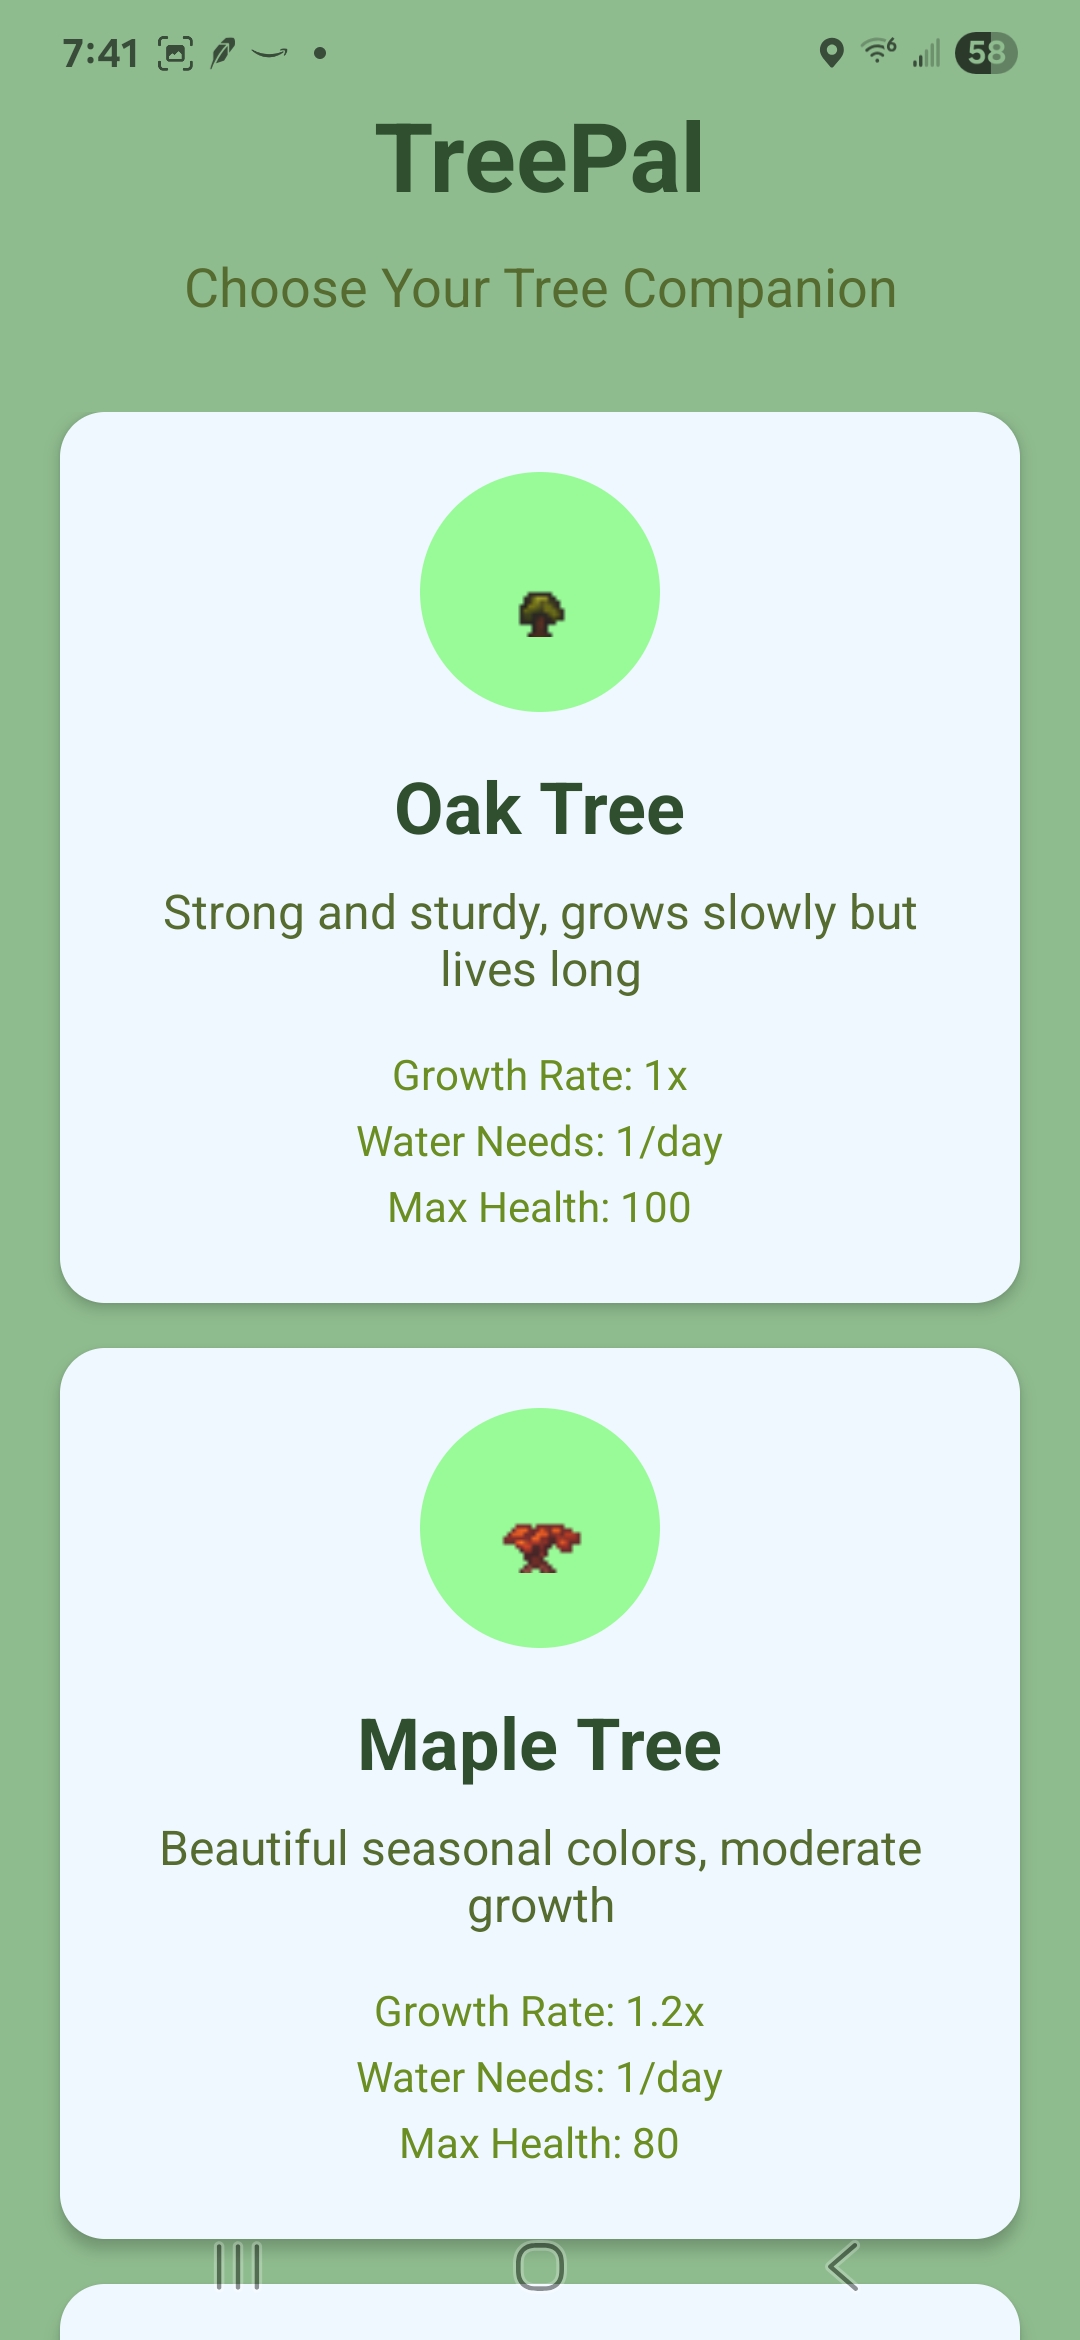 7:41
6
58
TreePal
Choose Your Tree Companion
Oak Tree
Strong and sturdy, grows slowly but
lives long
Growth Rate: 1x
Water Needs: 1/day
Max Health: 100
Maple Tree
Beautiful seasonal colors, moderate
growth
Growth Rate: 1.2x
Water Needs: 1/day
Max Health: 80